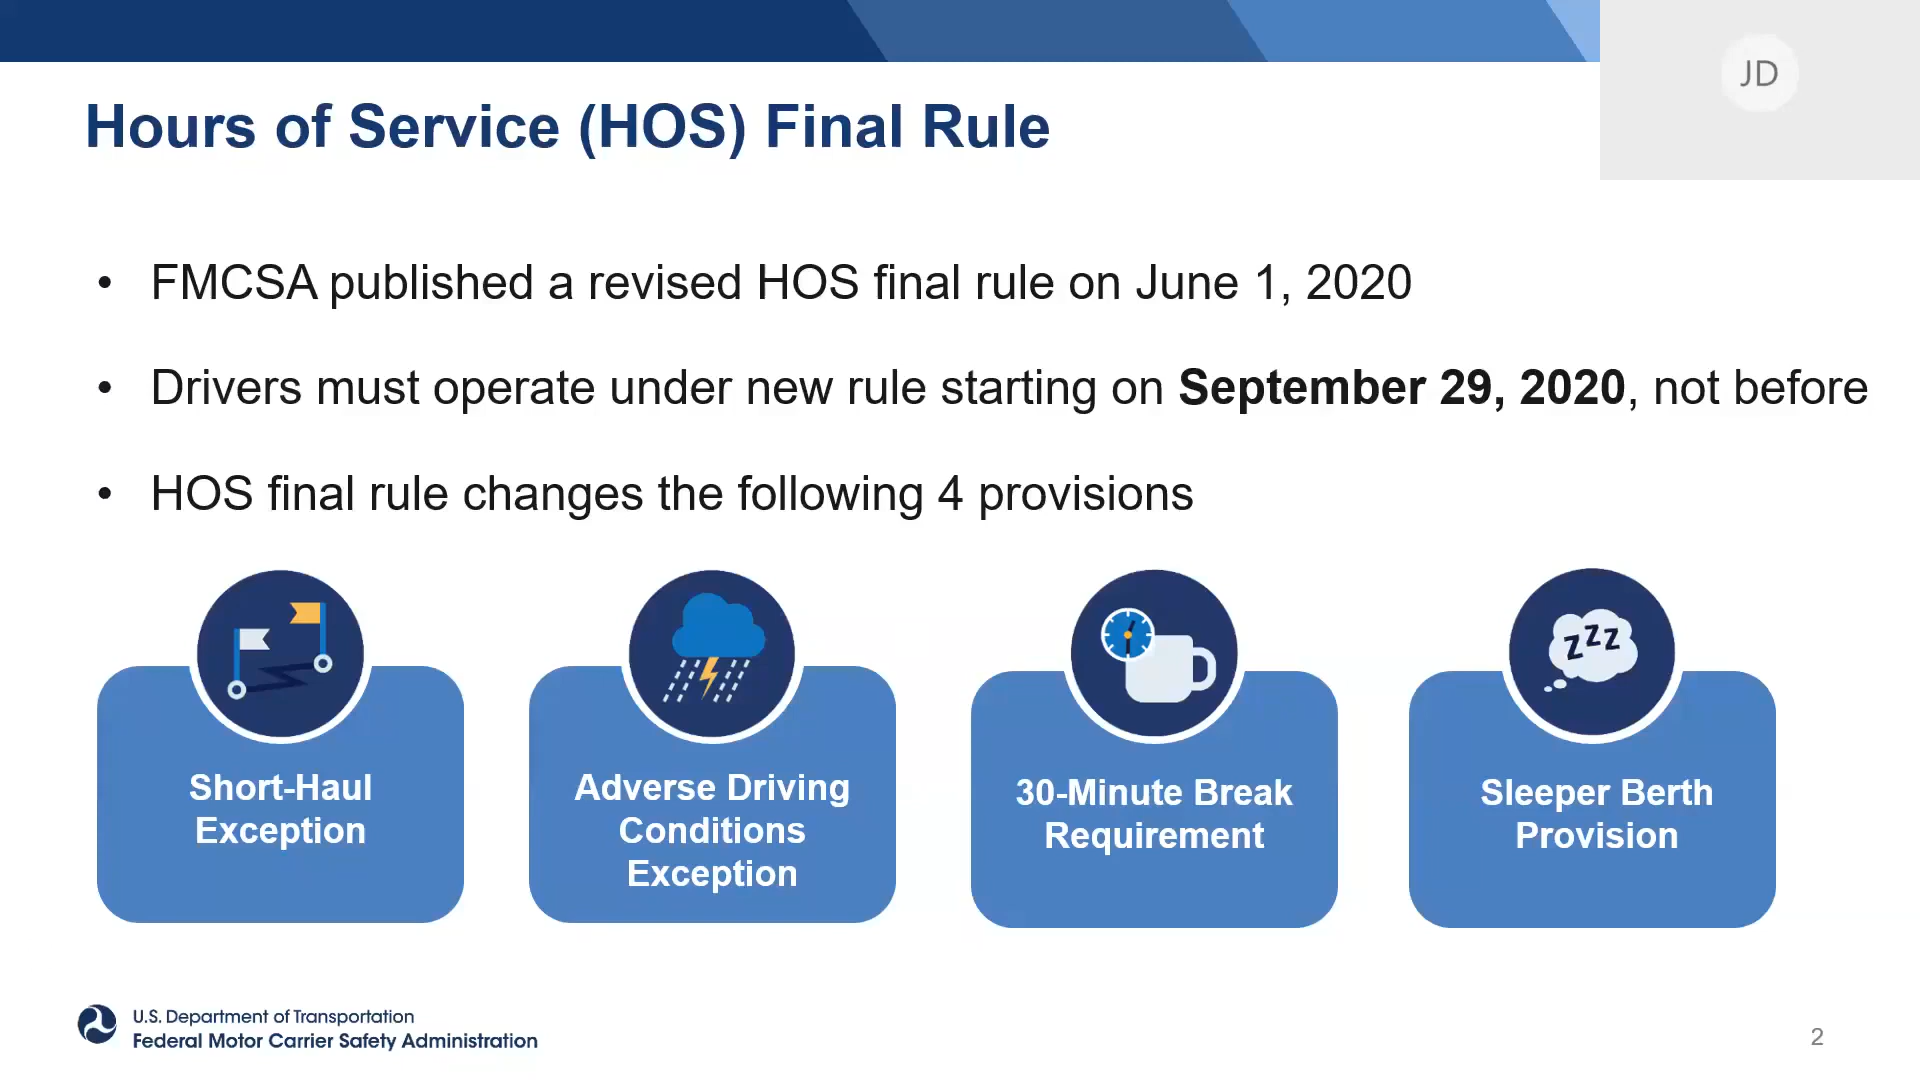 JD
Hours of Service (HOS) Final Rule
• FMCSA published a revised HOS final rule on June 1, 2020
• Drivers must operate under new rule starting on September 29, 2020, not before
• HOS final rule changes the following 4 provisions
Short-Haul
Exception
Adverse Driving
Conditions
Exception
30-Minute Break
Requirement
zzz
Sleeper Berth
Provision
U.S. Department of Transportation
Federal Motor Carrier Safety Administration
2